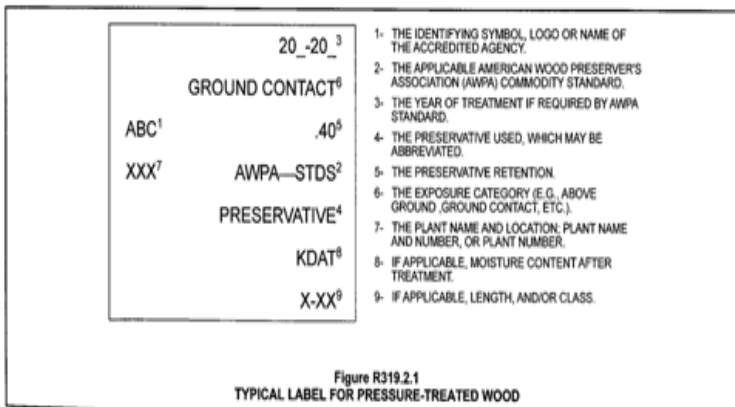 20_-20_³
GROUND CONTACT⁶
ABC¹ .40⁵
XXX⁷ AWPA—STDS²
PRESERVATIVE⁴
KDAT⁸
X-XX⁹
1- THE IDENTIFYING SYMBOL, LOGO OR NAME OF
THE ACCREDITED AGENCY.
2- THE APPLICABLE AMERICAN WOOD PRESERVER'S
ASSOCIATION (AWPA) COMMODITY STANDARD.
3- THE YEAR OF TREATMENT IF REQUIRED BY AWPA
STANDARD.
4- THE PRESERVATIVE USED, WHICH MAY BE
ABBREVIATED.
5- THE PRESERVATIVE RETENTION.
6- THE EXPOSURE CATEGORY (E.G., ABOVE
GROUND ,GROUND CONTACT, ETC.).
7- THE PLANT NAME AND LOCATION; PLANT NAME
AND NUMBER, OR PLANT NUMBER.
8- IF APPLICABLE, MOISTURE CONTENT AFTER
TREATMENT.
9- IF APPLICABLE, LENGTH, AND/OR CLASS.
Figure R319.2.1
TYPICAL LABEL FOR PRESSURE-TREATED WOOD